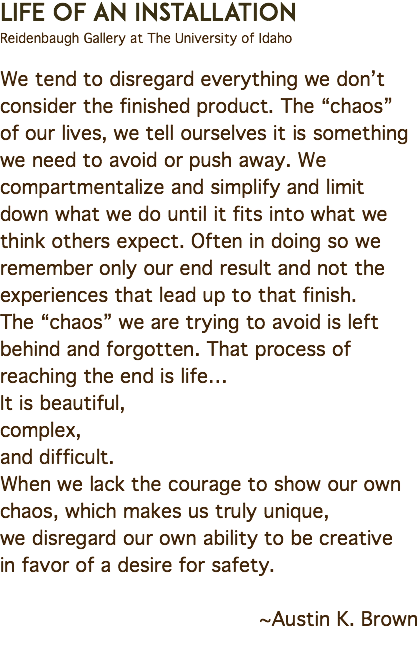 LIFE OF AN INSTALLATION
Reidenbaugh Gallery at The University of Idaho
We tend to disregard everything we don’t
consider the finished product. The “chaos”
of our lives, we tell ourselves it is something
we need to avoid or push away. We
compartmentalize and simplify and limit
down what we do until it fits into what we
think others expect. Often in doing so we
remember only our end result and not the
experiences that lead up to that finish.
The “chaos” we are trying to avoid is left
behind and forgotten. That process of
reaching the end is life...
It is beautiful,
complex,
and difficult.
When we lack the courage to show our own
chaos, which makes us truly unique,
we disregard our own ability to be creative
in favor of a desire for safety.
~Austin K. Brown